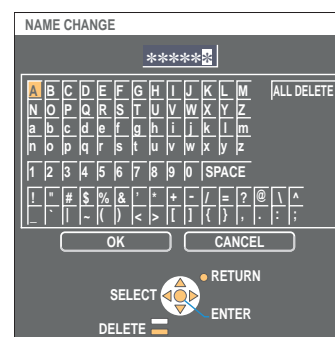 NAME CHANGE
******
A B C D E F G H I J K L M ALL DELETE
N O P Q R S T U V W X Y Z
a b c d e f g h i j k l m
n o p q r s t u v w x y z
1 2 3 4 5 6 7 8 9 0 SPACE
! " # $ % & ' * + - / = ? @ \ ^
_ ` | ~ ( ) < > [ ] { } , . : ;
OK CANCEL
RETURN
SELECT
ENTER
DELETE